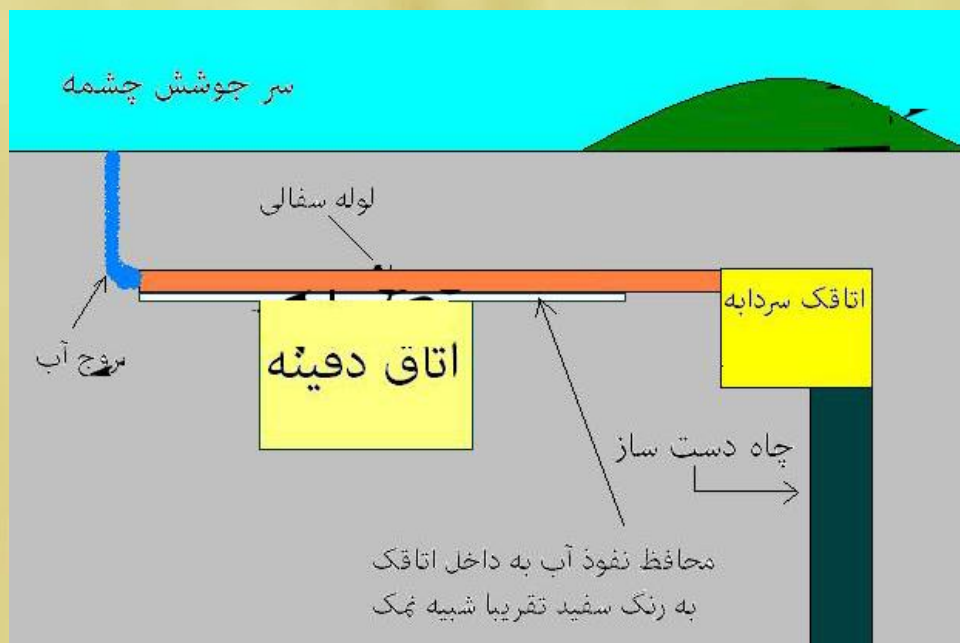 سر جوشش چشمه
لوله سفالی
اتاقک سردابه
اتاق دفینه
آب
چاه دست ساز
محافظ نفوذ آب به داخل اتاقک
به رنگ سفید تقریبا شبیه نمک